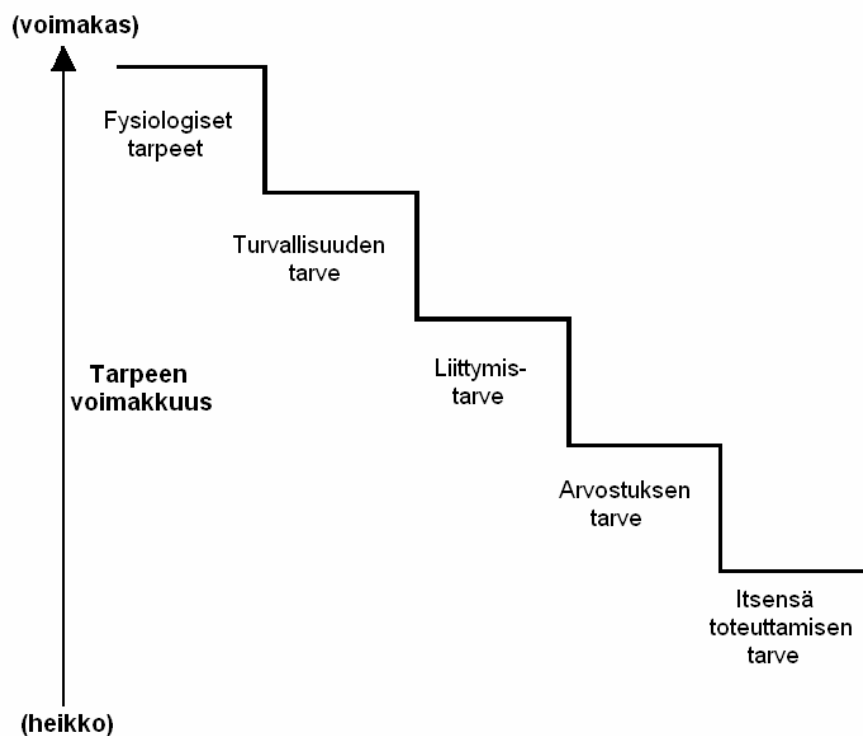 (voimakas)
Fysiologiset
tarpeet
Turvallisuuden
tarve
Liittymis-
tarve
Tarpeen
voimakkuus
Arvostuksen
tarve
Itsensä
toteuttamisen
tarve
(heikko)